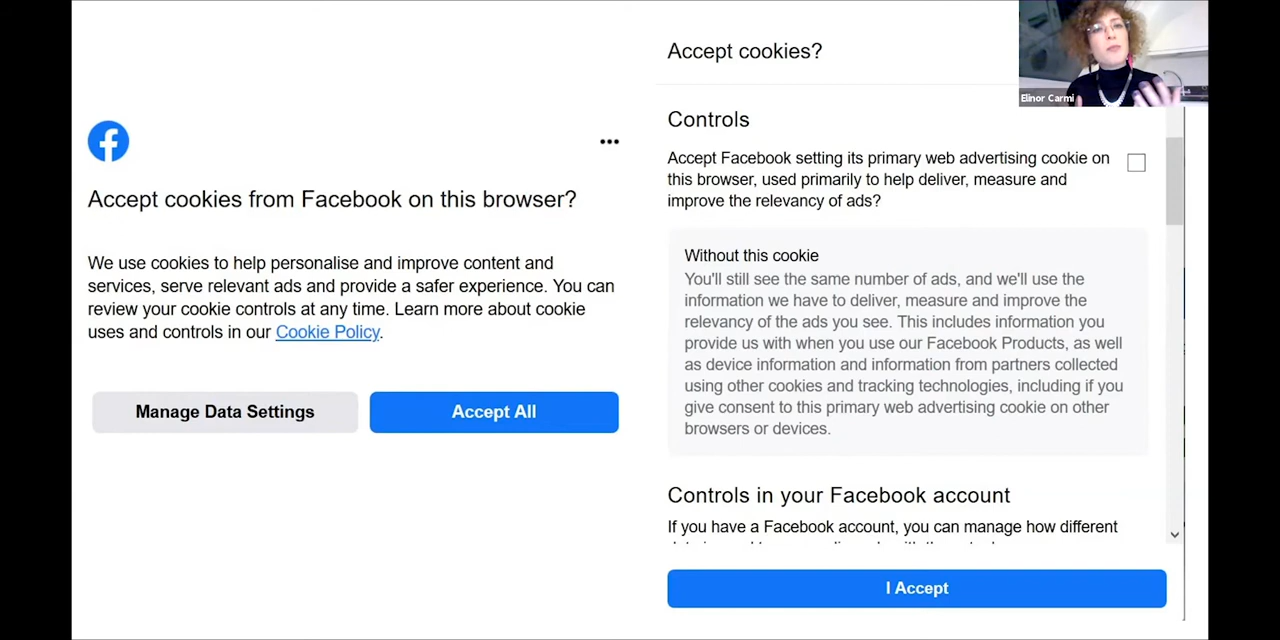 Accept cookies from Facebook on this browser?
We use cookies to help personalise and improve content and
services, serve relevant ads and provide a safer experience. You can
review your cookie controls at any time. Learn more about cookie
uses and controls in our Cookie Policy.
Manage Data Settings
Accept All
Accept cookies?
Elinor Carmi
Controls
Accept Facebook setting its primary web advertising cookie on
this browser, used primarily to help deliver, measure and
improve the relevancy of ads?
Without this cookie
You'll still see the same number of ads, and we'll use the
information we have to deliver, measure and improve the
relevancy of the ads you see. This includes information you
provide us with when you use our Facebook Products, as well
as device information and information from partners collected
using other cookies and tracking technologies, including if you
give consent to this primary web advertising cookie on other
browsers or devices.
Controls in your Facebook account
If you have a Facebook account, you can manage how different
I Accept